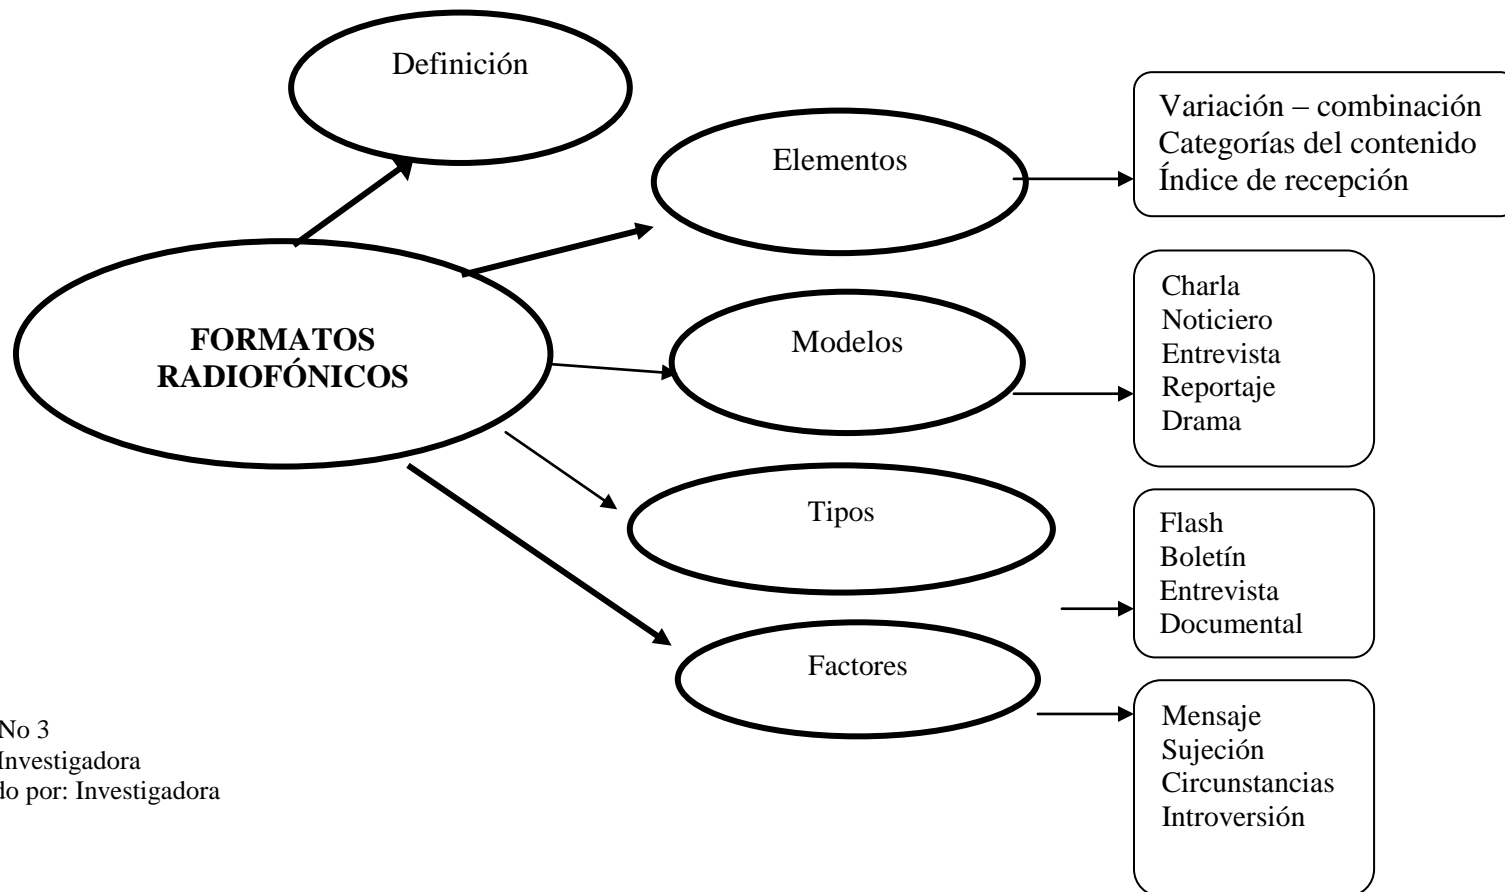 Definición
Elementos
Variación – combinación
Categorías del contenido
Índice de recepción
FORMATOS
RADIOFÓNICOS
Modelos
Charla
Noticiero
Entrevista
Reportaje
Drama
Tipos
Flash
Boletín
Entrevista
Documental
Factores
Mensaje
Sujeción
Circunstancias
Introversión
No 3
Investigadora
do por: Investigadora